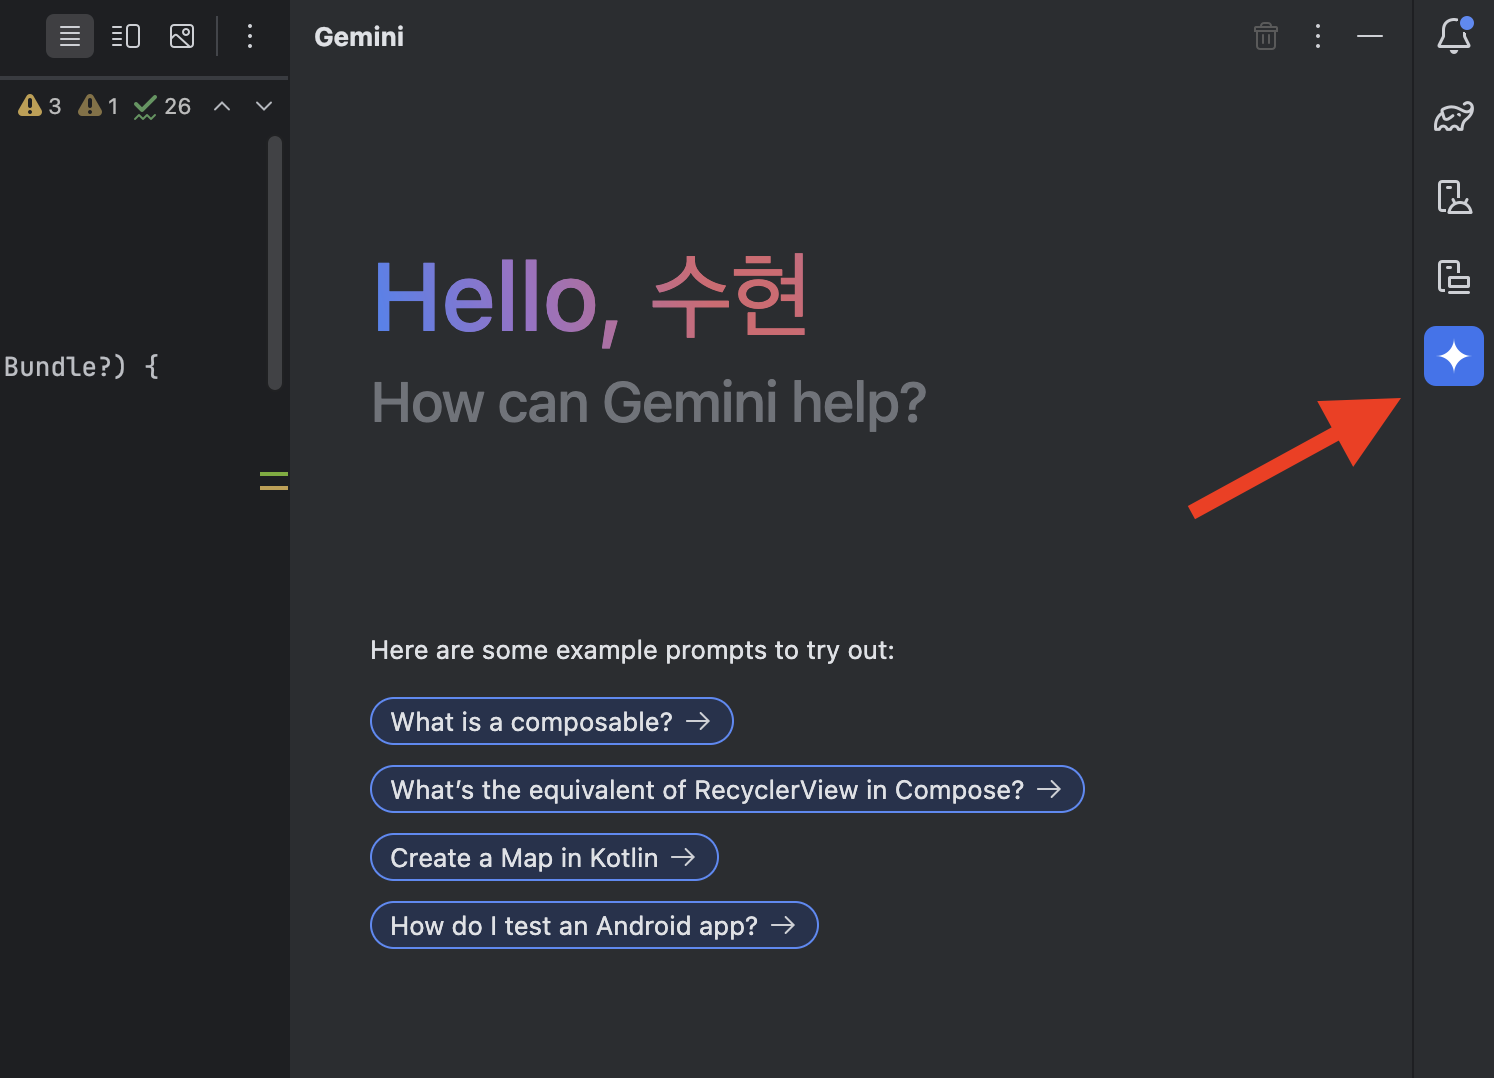 Gemini
3 1 26
Bundle?) {
Hello, 수현
How can Gemini help?
Here are some example prompts to try out:
What is a composable? →
What’s the equivalent of RecyclerView in Compose? →
Create a Map in Kotlin →
How do I test an Android app? →